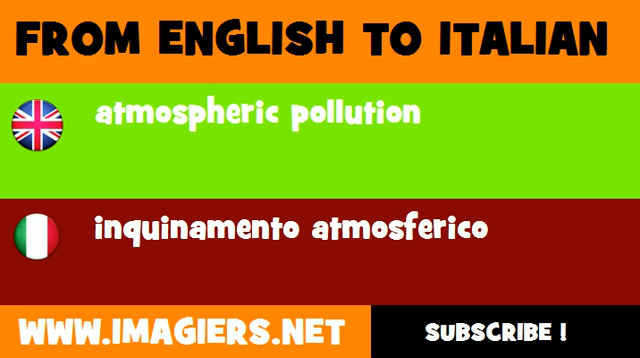 FROM ENGLISH TO ITALIAN
atmospheric pollution
inquinamento atmosferico
WWW.IMAGIERS.NET
SUBSCRIBE !